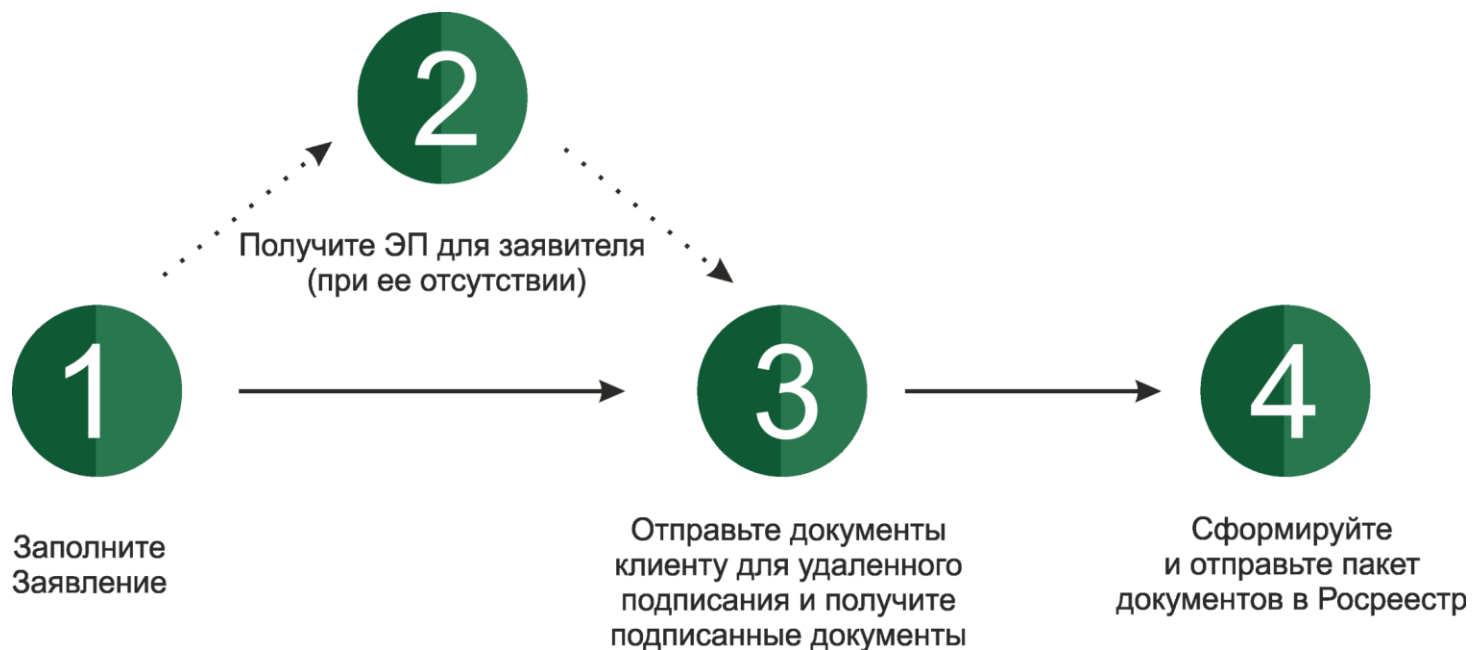 2
Получите ЭП для заявителя
(при ее отсутствии)
1
3
4
Заполните
Заявление
Отправьте документы
клиенту для удаленного
подписания и получите
подписанные документы
Сформируйте
и отправьте пакет
документов в Росреестр